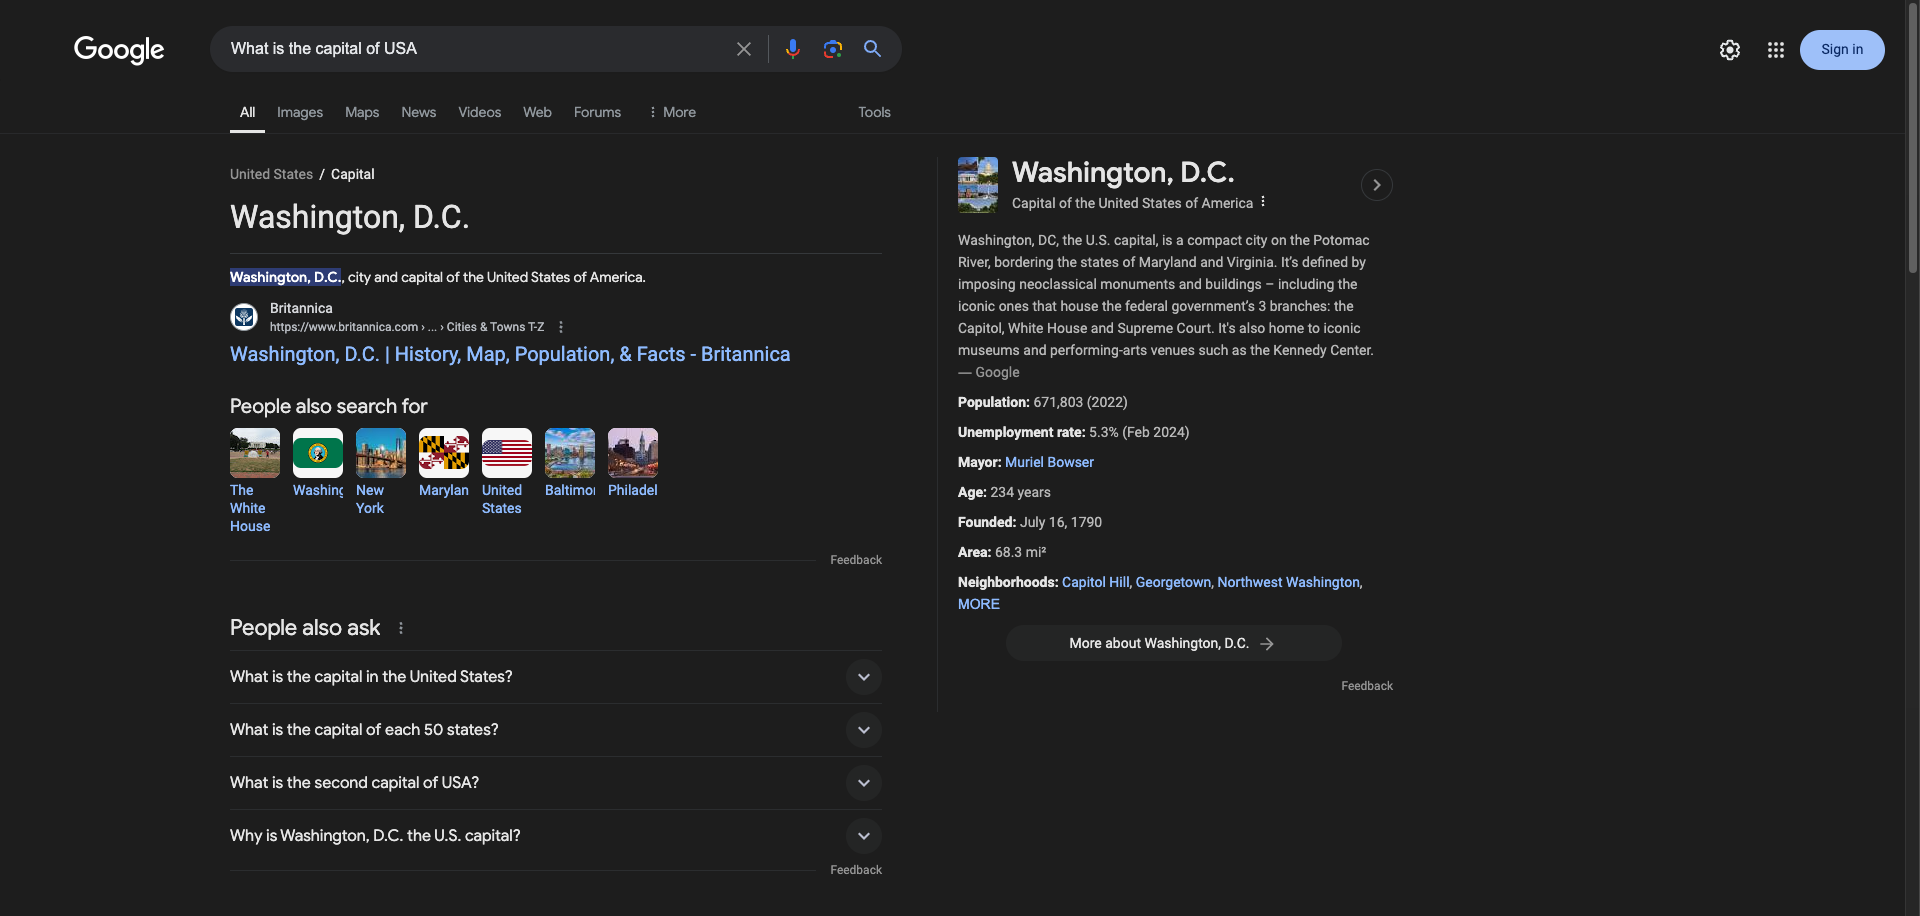 Google
What is the capital of USA
Sign in
All
Images
Maps
News
Videos
Web
Forums
More
Tools
United States / Capital
Washington, D.C.
Washington, D.C., city and capital of the United States of America.
Britannica
https://www.britannica.com › ... › Cities & Towns T-Z
Washington, D.C. | History, Map, Population, & Facts - Britannica
People also search for
The White House
Washing
New York
Marylan
United States
Baltimor
Philadel
Feedback
People also ask
What is the capital in the United States?
What is the capital of each 50 states?
What is the second capital of USA?
Why is Washington, D.C. the U.S. capital?
Feedback
Washington, D.C.
Capital of the United States of America
Washington, DC, the U.S. capital, is a compact city on the Potomac
River, bordering the states of Maryland and Virginia. It’s defined by
imposing neoclassical monuments and buildings – including the
iconic ones that house the federal government’s 3 branches: the
Capitol, White House and Supreme Court. It's also home to iconic
museums and performing-arts venues such as the Kennedy Center.
— Google
Population: 671,803 (2022)
Unemployment rate: 5.3% (Feb 2024)
Mayor: Muriel Bowser
Age: 234 years
Founded: July 16, 1790
Area: 68.3 mi²
Neighborhoods: Capitol Hill, Georgetown, Northwest Washington,
MORE
More about Washington, D.C.
Feedback